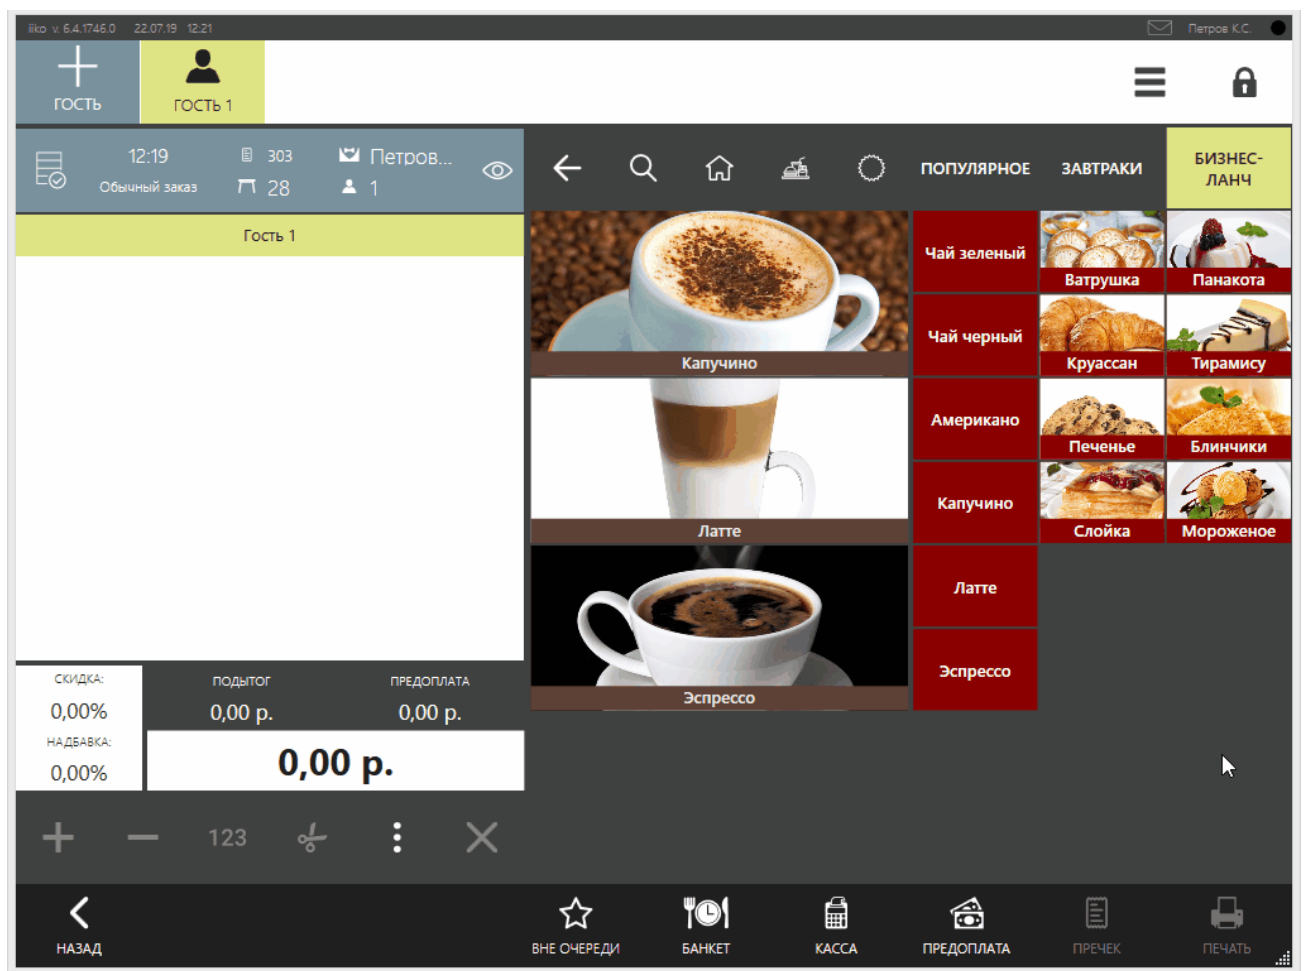 iiko v. 6.4.1746.0 22.07.19 12:21 Петров К.С.
ГОСТЬ ГОСТЬ 1
12:19 303 Петров...
Обычный заказ 28 1
ПОПУЛЯРНОЕ ЗАВТРАКИ БИЗНЕС-
ЛАНЧ
Гость 1
Капучино
Латте
Эспрессо
Чай зеленый
Чай черный
Американо
Капучино
Латте
Эспрессо
Ватрушка Панакота
Круассан Тирамису
Печенье Блинчики
Слойка Мороженое
СКИДКА: ПОДЫТОГ ПРЕДОПЛАТА
0,00% 0,00 р. 0,00 р.
НАДБАВКА:
0,00% 0,00 р.
123
НАЗАД ВНЕ ОЧЕРЕДИ БАНКЕТ КАССА ПРЕДОПЛАТА ПРЕЧЕК ПЕЧАТЬ